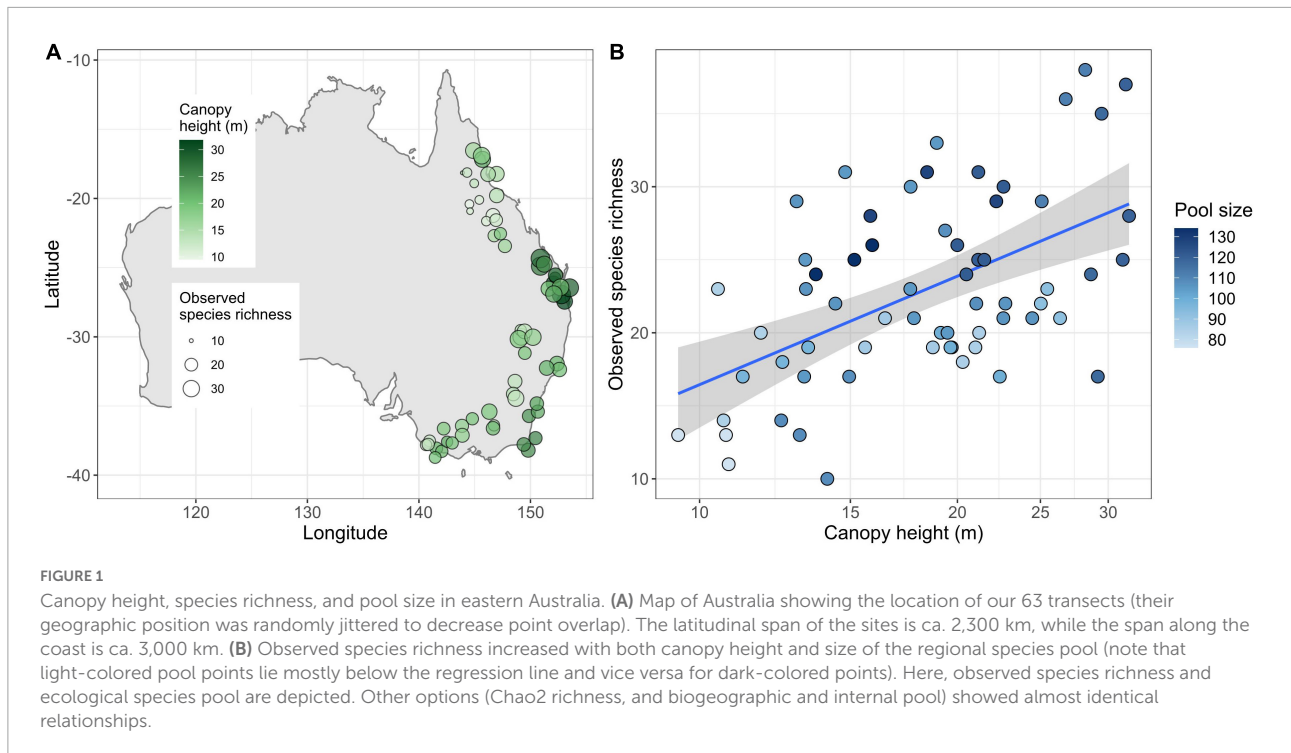 A
-10
-20
-30
-40
Latitude
120
130
140
150
Longitude
Canopy
height (m)
30
25
20
15
10
Observed
species richness
10
20
30
B
30
20
10
Observed species richness
10
15
20
25
30
Canopy height (m)
Pool size
130
120
110
100
90
80
FIGURE 1
Canopy height, species richness, and pool size in eastern Australia. (A) Map of Australia showing the location of our 63 transects (their
geographic position was randomly jittered to decrease point overlap). The latitudinal span of the sites is ca. 2,300 km, while the span along the
coast is ca. 3,000 km. (B) Observed species richness increased with both canopy height and size of the regional species pool (note that
light-colored pool points lie mostly below the regression line and vice versa for dark-colored points). Here, observed species richness and
ecological species pool are depicted. Other options (Chao2 richness, and biogeographic and internal pool) showed almost identical
relationships.